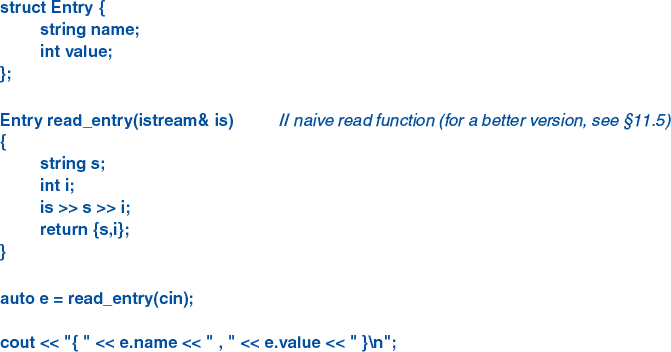 struct Entry {
string name;
int value;
};
Entry read_entry(istream& is) // naive read function (for a better version, see §11.5)
{
string s;
int i;
is >> s >> i;
return {s,i};
}
auto e = read_entry(cin);
cout << "{ " << e.name << " , " << e.value << " }\n";